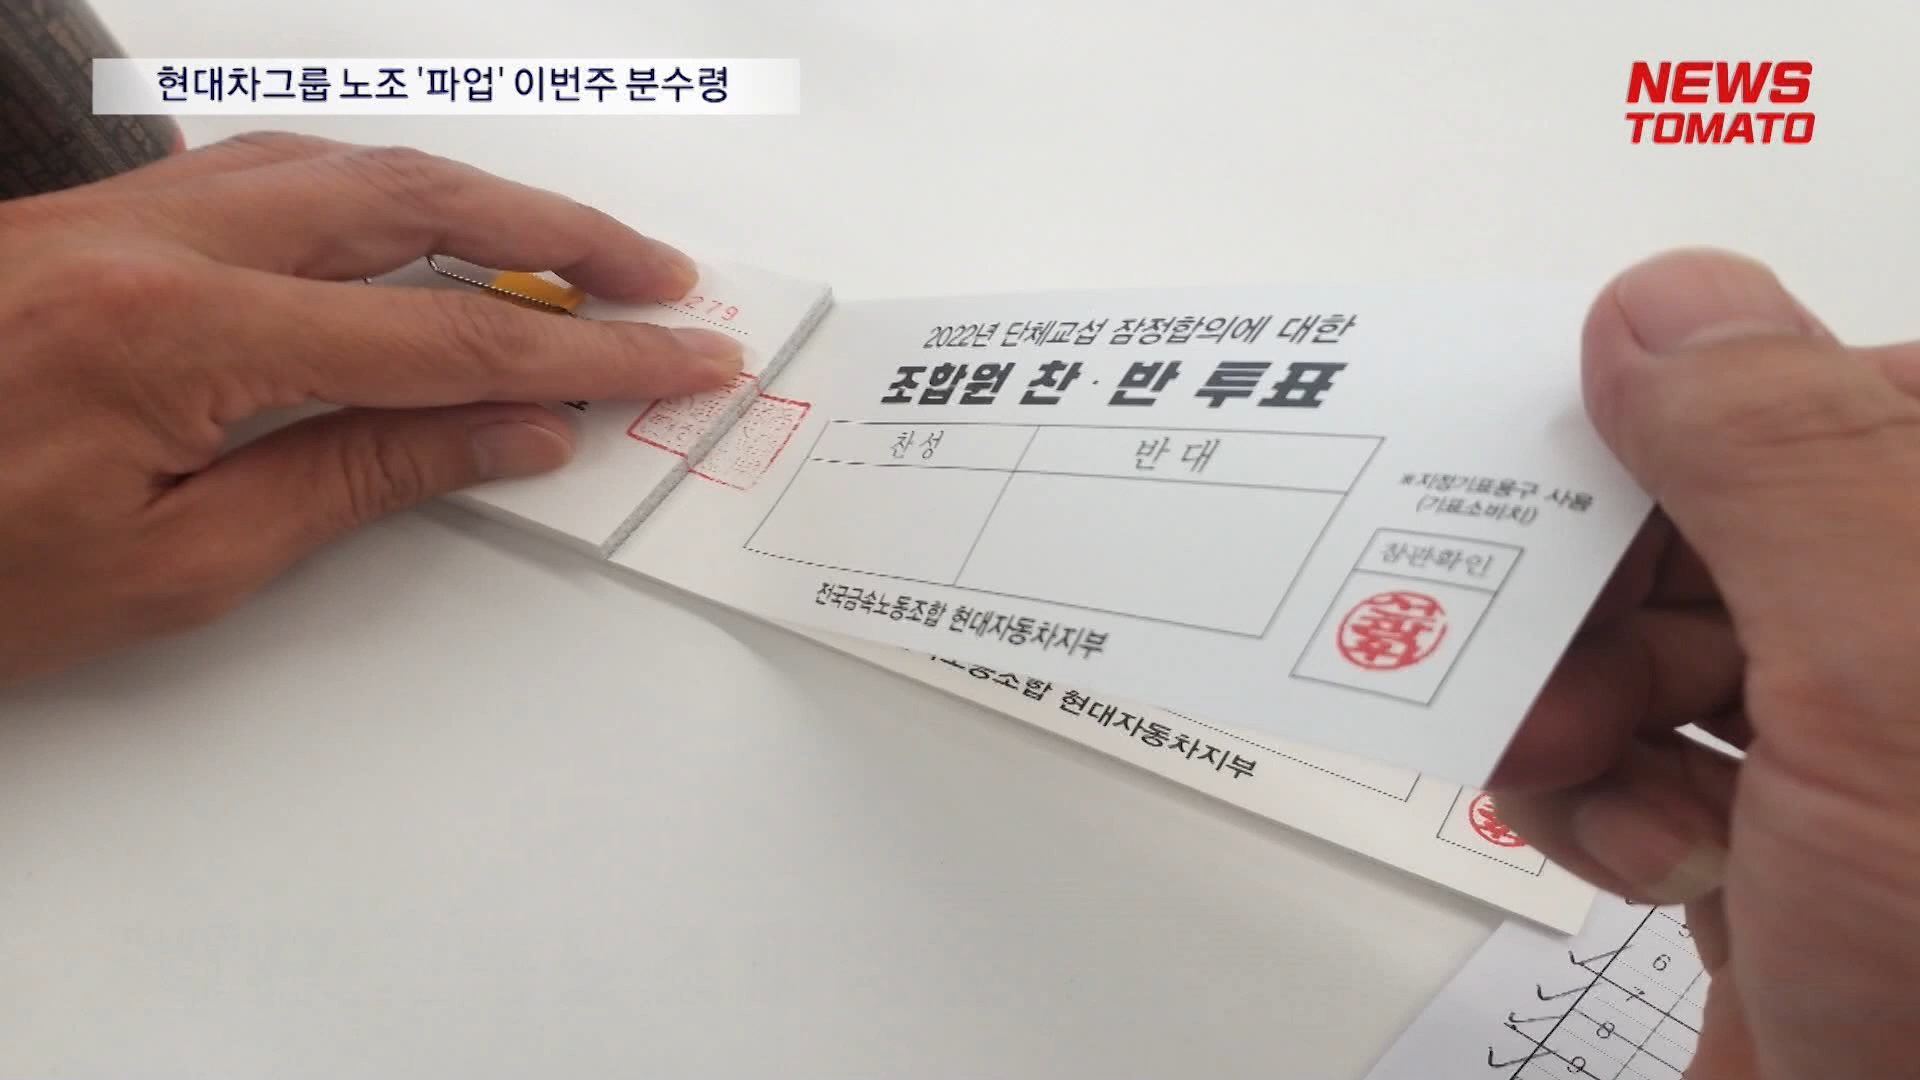 현대차그룹 노조 '파업' 이번주 분수령
NEWS
TOMATO
279
2022년 단체교섭 잠정합의에 대한
조합원 찬·반 투표
찬 성
반 대
※지정기표용구 사용
(기표소비치)
참관확인
전국금속노동조합 현대자동차지부
노동조합 현대자동차지부
5
6
7
8
9